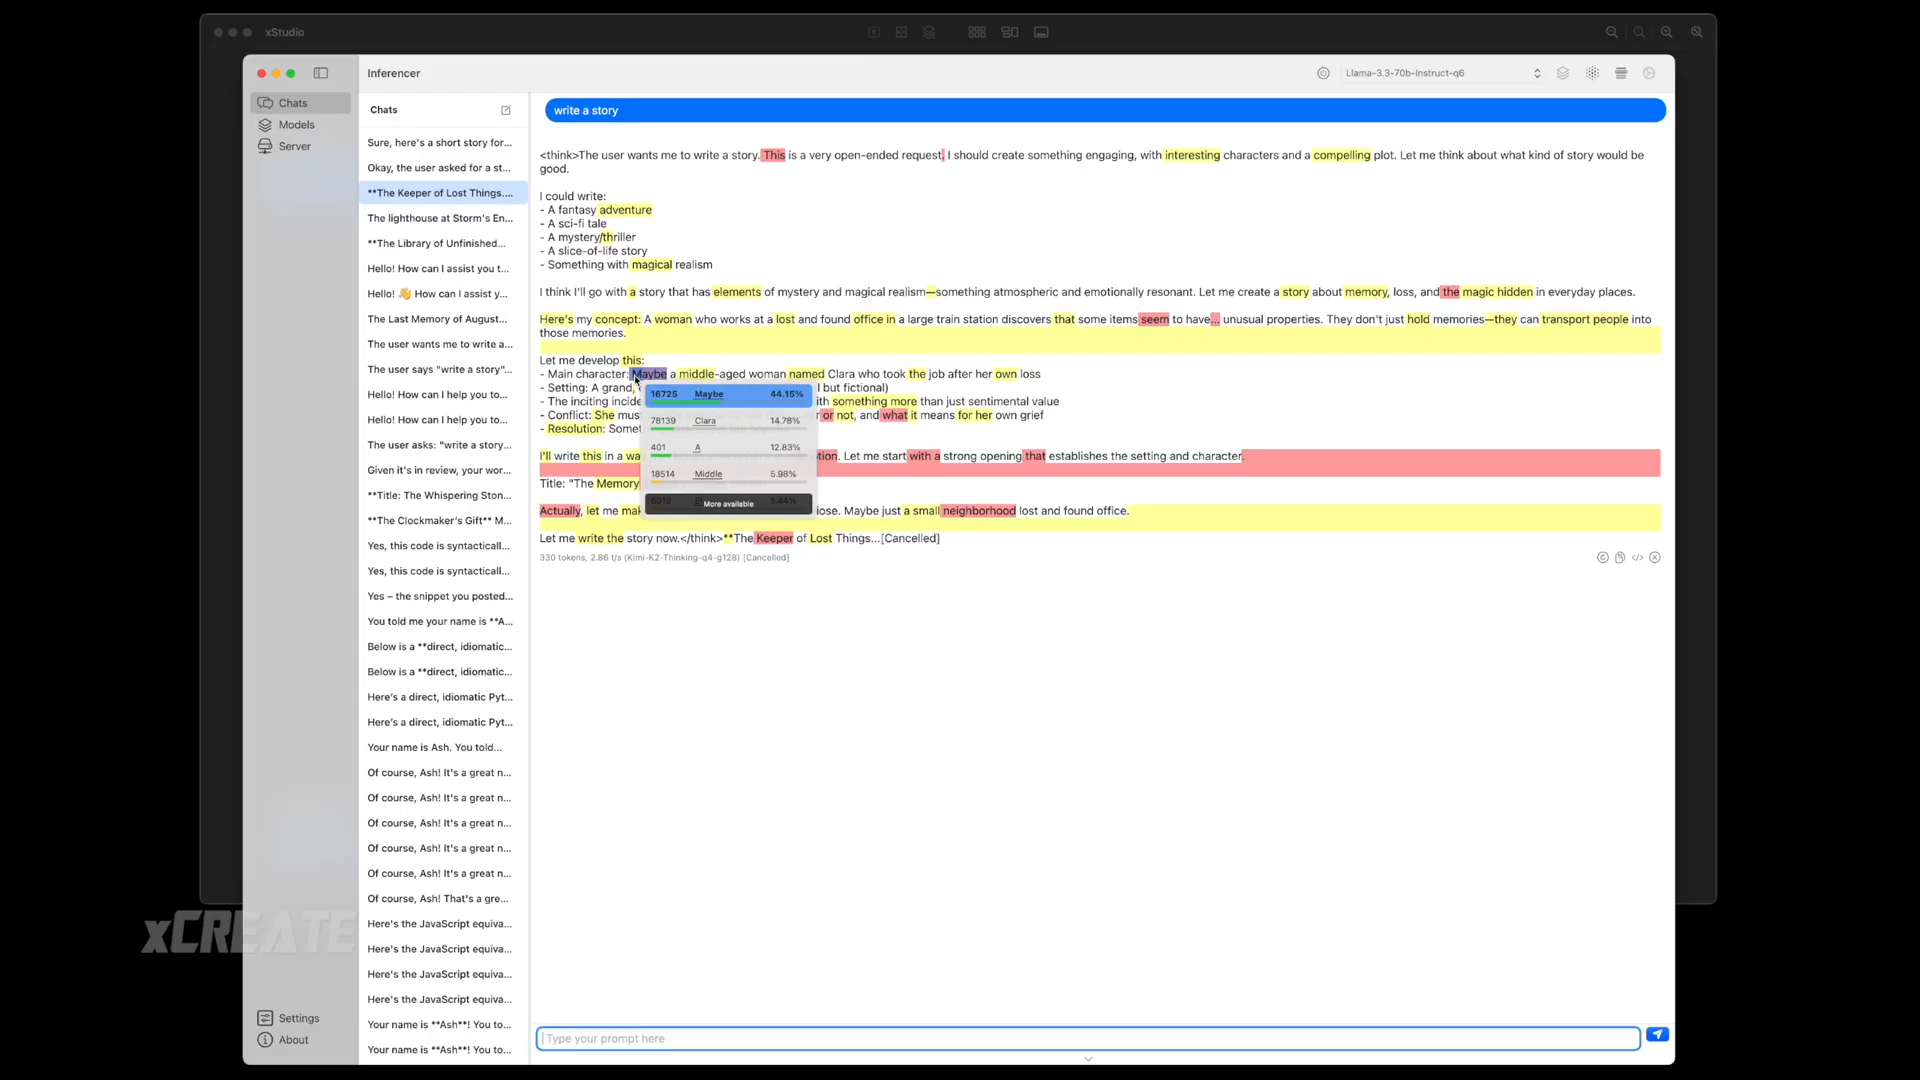 xStudio
Inferencer
Llama-3.3-70b-Instruct-q6
Chats
Models
Server
Settings
About
Chats
Sure, here's a short story for...
Okay, the user asked for a st...
**The Keeper of Lost Things....
The lighthouse at Storm's En...
**The Library of Unfinished...
Hello! How can I assist you t...
Hello! 👋 How can I assist y...
The Last Memory of August...
The user wants me to write a...
The user says "write a story"...
Hello! How can I help you to...
Hello! How can I help you to...
The user asks: "write a story...
Given it's in review, your wor...
**Title: The Whispering Ston...
**The Clockmaker's Gift** M...
Yes, this code is syntacticall...
Yes, this code is syntacticall...
Yes – the snippet you posted...
You told me your name is **A...
Below is a **direct, idiomatic...
Below is a **direct, idiomatic...
Here's a direct, idiomatic Pyt...
Here's a direct, idiomatic Pyt...
Your name is Ash. You told...
Of course, Ash! It's a great n...
Of course, Ash! It's a great n...
Of course, Ash! It's a great n...
Of course, Ash! It's a great n...
Of course, Ash! It's a great n...
Of course, Ash! That's a gre...
Here's the JavaScript equiva...
Here's the JavaScript equiva...
Here's the JavaScript equiva...
Here's the JavaScript equiva...
Your name is **Ash**! You to...
Your name is **Ash**! You to...
write a story
<think>The user wants me to write a story. This is a very open-ended request. I should create something engaging, with interesting characters and a compelling plot. Let me think about what kind of story would be
good.
I could write:
- A fantasy adventure
- A sci-fi tale
- A mystery/thriller
- A slice-of-life story
- Something with magical realism
I think I'll go with a story that has elements of mystery and magical realism—something atmospheric and emotionally resonant. Let me create a story about memory, loss, and the magic hidden in everyday places.
Here's my concept: A woman who works at a lost and found office in a large train station discovers that some items seem to have... unusual properties. They don't just hold memories—they can transport people into
those memories.
Let me develop this:
- Main character: Maybe a middle-aged woman named Clara who took the job after her own loss
- Setting: A grand, but fictional)
- The inciting incide th something more than just sentimental value
- Conflict: She must or not, and what it means for her own grief
- Resolution: Somet
I'll write this in a wa tion. Let me start with a strong opening that establishes the setting and character.
Title: "The Memory
Actually, let me mak lose. Maybe just a small neighborhood lost and found office.
Let me write the story now.</think>**The Keeper of Lost Things...[Cancelled]
330 tokens, 2.86 t/s (Kimi-K2-Thinking-q4-g128) [Cancelled]
16725 Maybe 44.15%
78139 Clara 14.78%
401 A 12.83%
18514 Middle 5.98%
More available
Type your prompt here
xCREATE